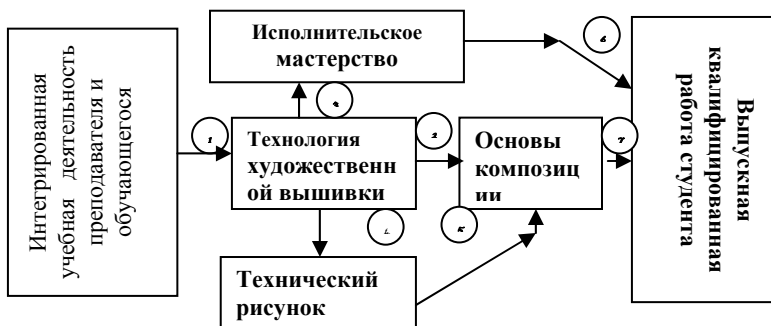 Интегрированная
учебная деятельность
преподавателя и
обучающегося
Исполнительское
мастерство
Технология
художественн
ой вышивки
Технический
рисунок
Основы
композици
ии
Выпускная
квалифицированная
работа студента